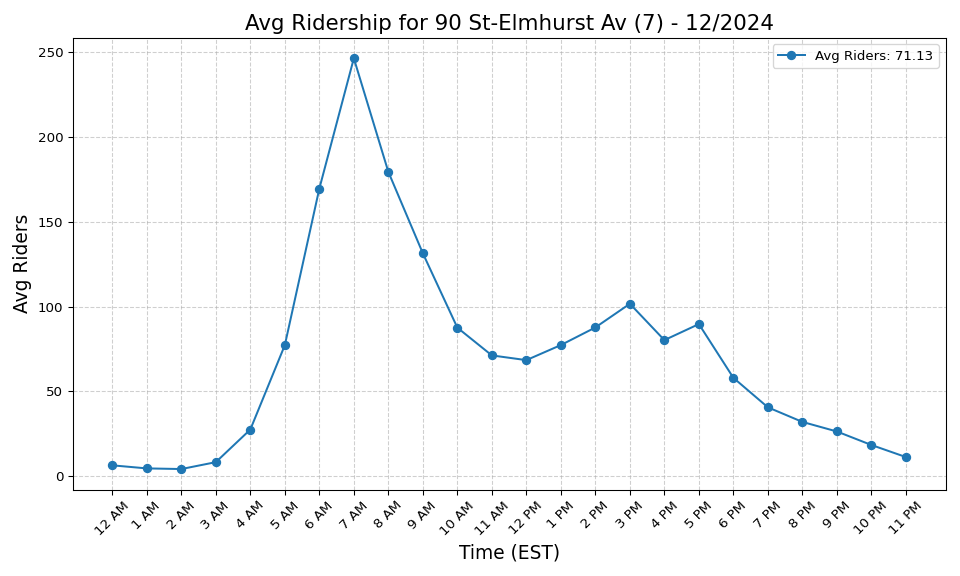 Avg Ridership for 90 St-Elmhurst Av (7) - 12/2024
Avg Riders: 71.13
Avg Riders
250
200
150
100
50
0
12 AM
1 AM
2 AM
3 AM
4 AM
5 AM
6 AM
7 AM
8 AM
9 AM
10 AM
11 AM
12 PM
1 PM
2 PM
3 PM
4 PM
5 PM
6 PM
7 PM
8 PM
9 PM
10 PM
11 PM
Time (EST)